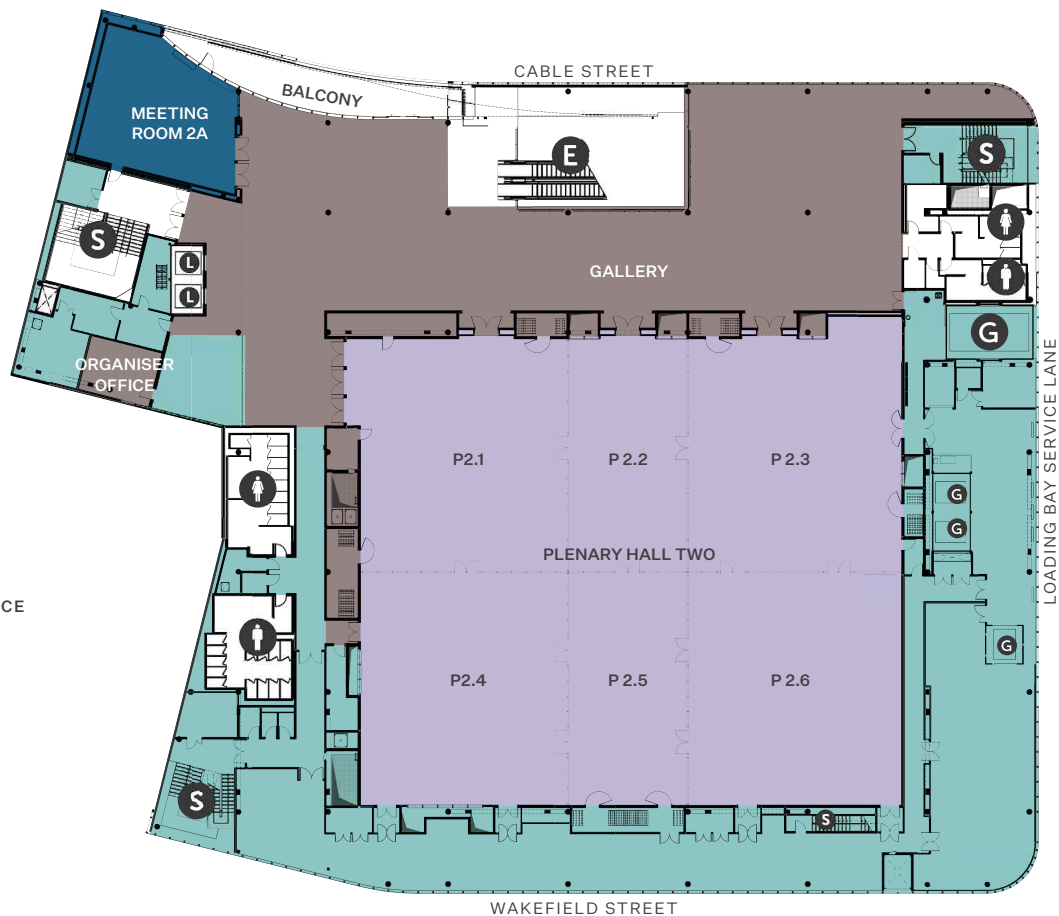 CABLE STREET
BALCONY
MEETING
ROOM 2A
E
S
S
L
L
GALLERY
G
ORGANISER
OFFICE
LOADING BAY SERVICE LANE
P2.1
P 2.2
P 2.3
G
G
PLENARY HALL TWO
CE
G
P2.4
P 2.5
P 2.6
S
S
WAKEFIELD STREET